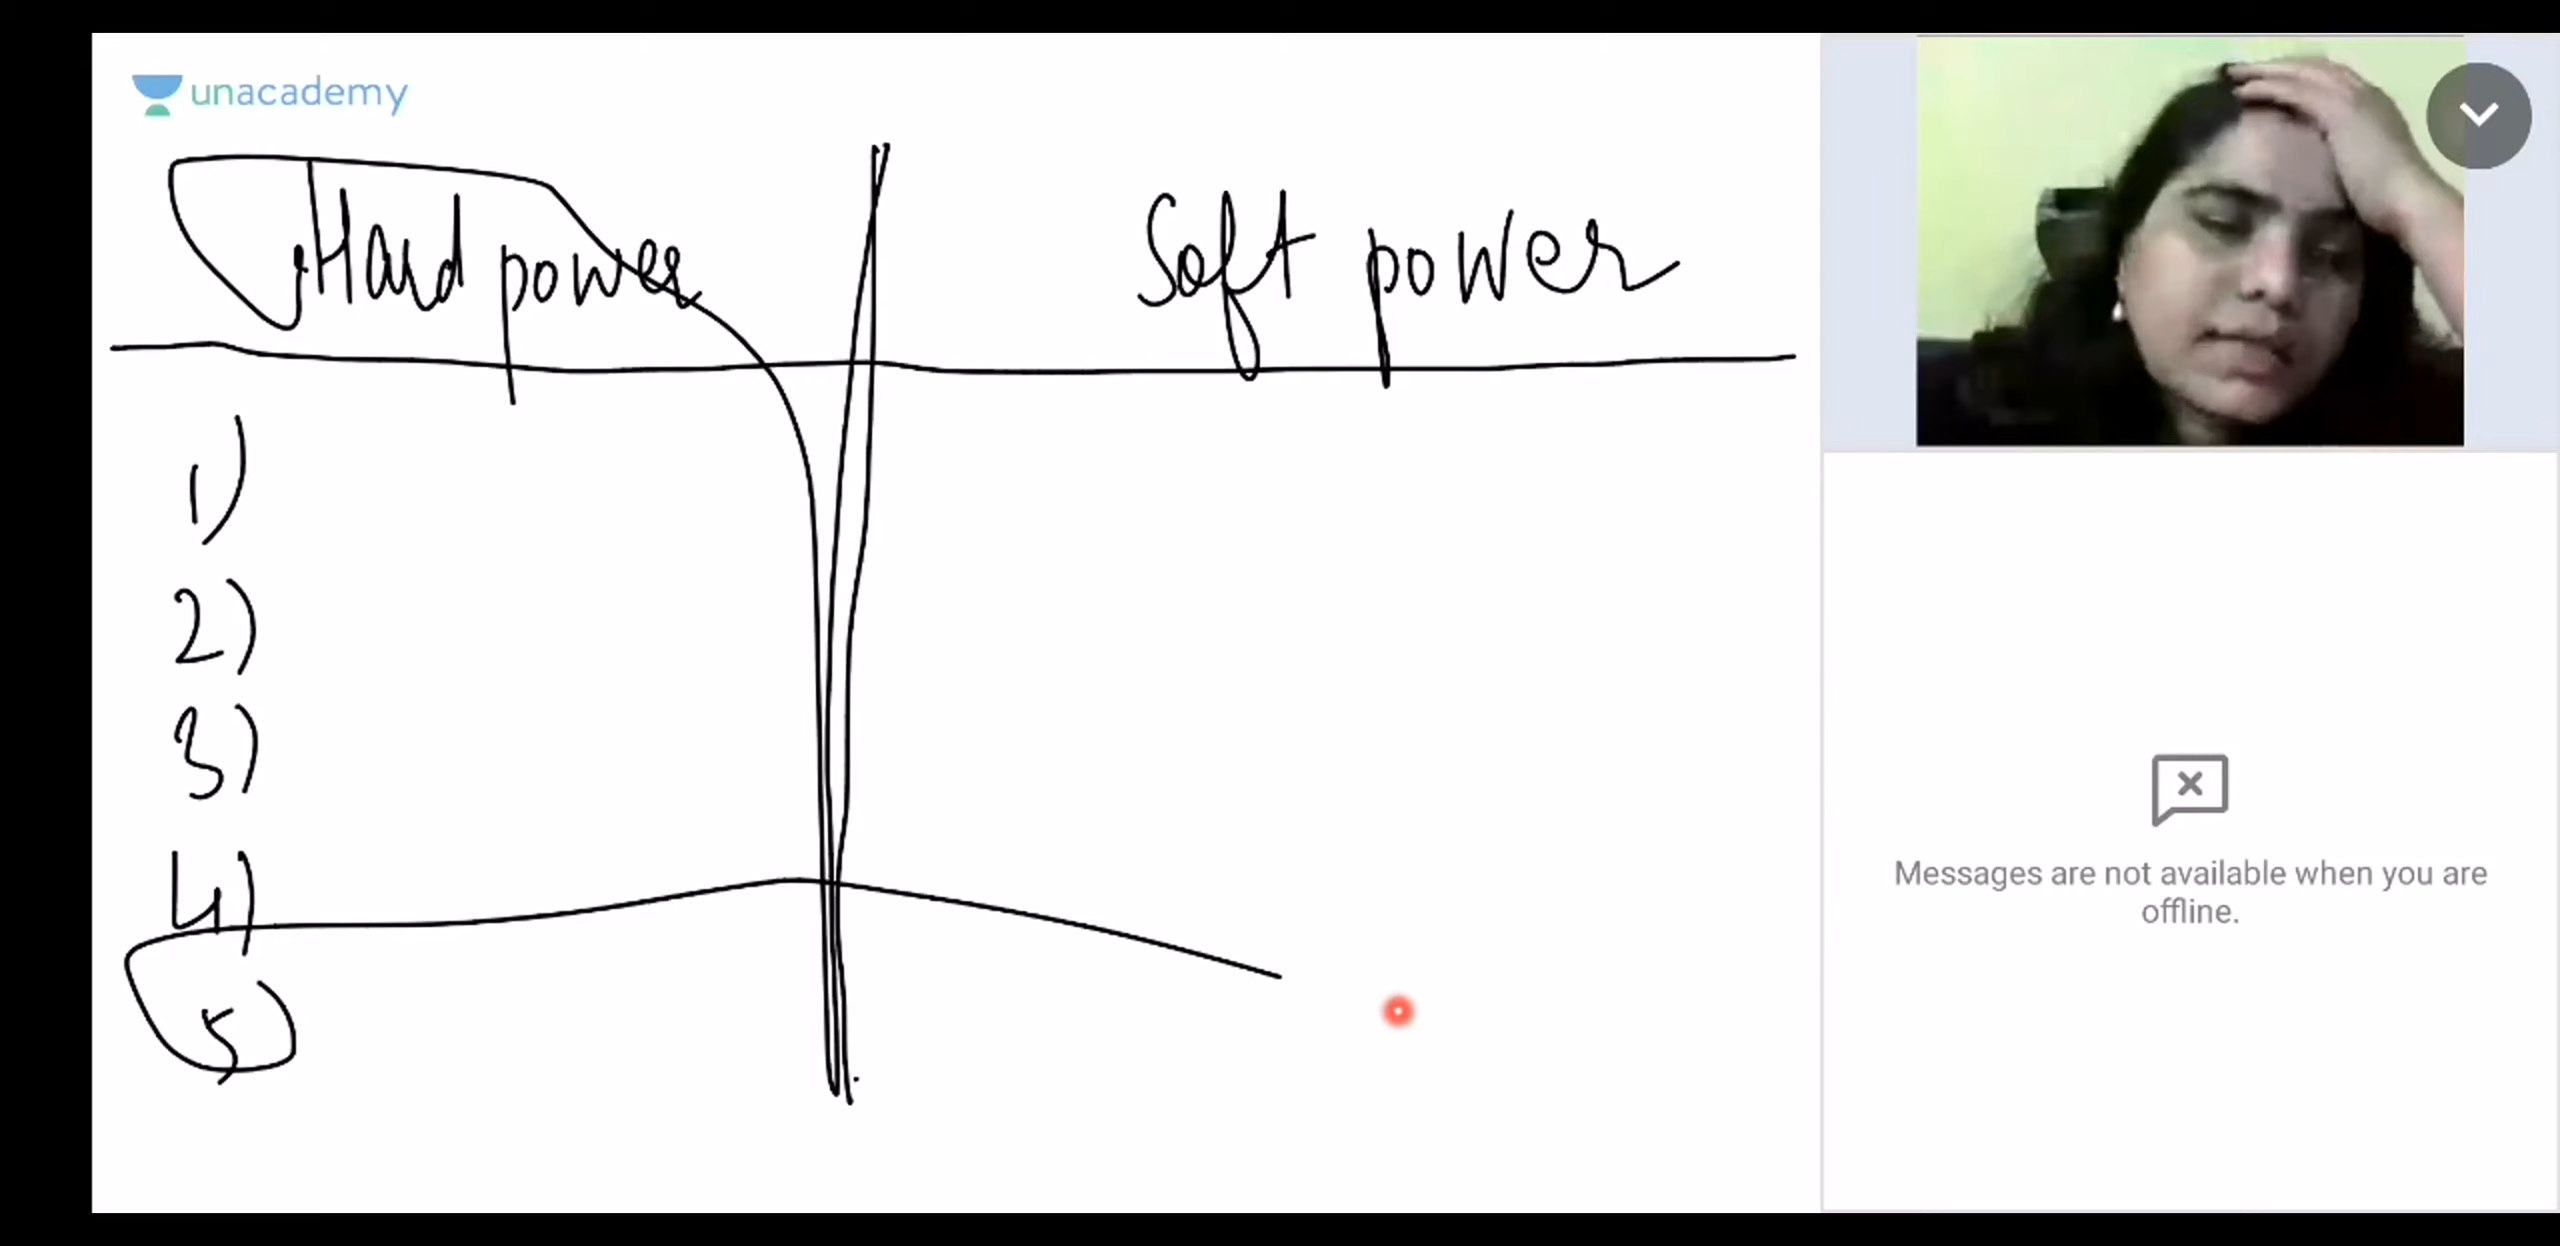 unacademy
Hard power
Soft power
1)
2)
3)
4)
5)
Messages are not available when you are
offline.